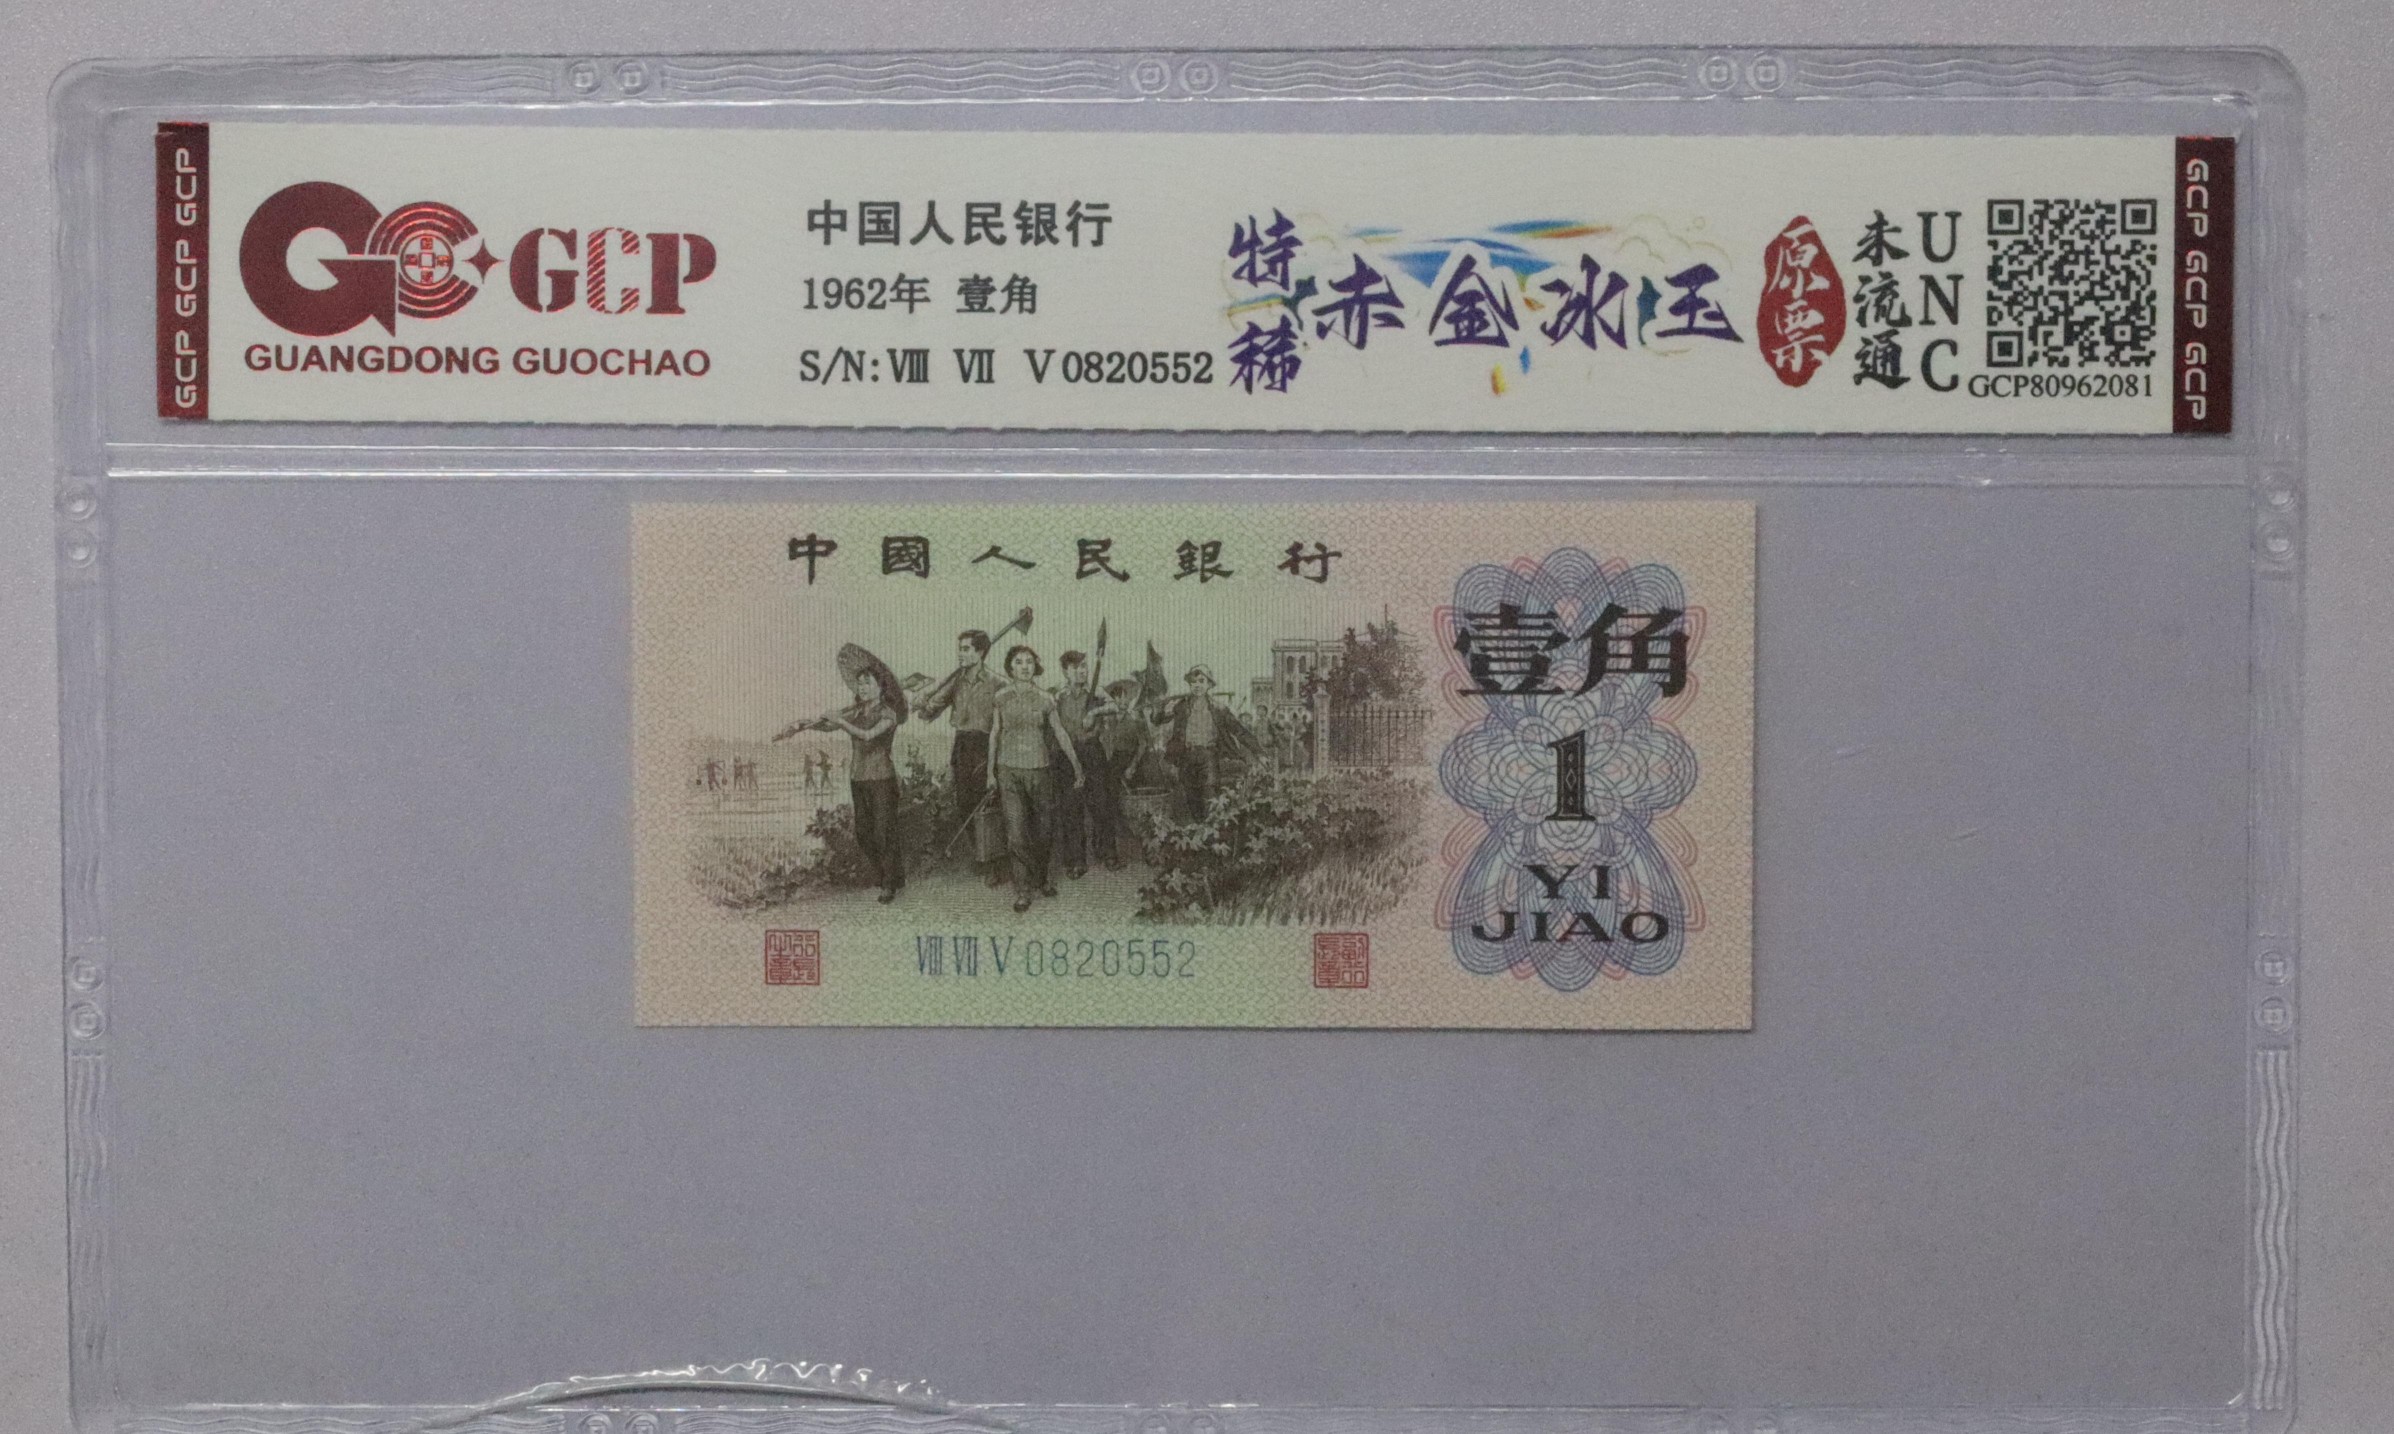 GCP GCP GCP
GCP
GUANGDONG GUOCHAO
中国人民银行
1962年 壹角
S/N: Ⅷ Ⅶ Ⅴ 0820552
特稀
赤金冰玉
原票
未流通
UNC
GCP80962081
GCP GCP GCP
中國人民銀行
壹角
1
YI
JIAO
Ⅷ Ⅶ Ⅴ 0820552